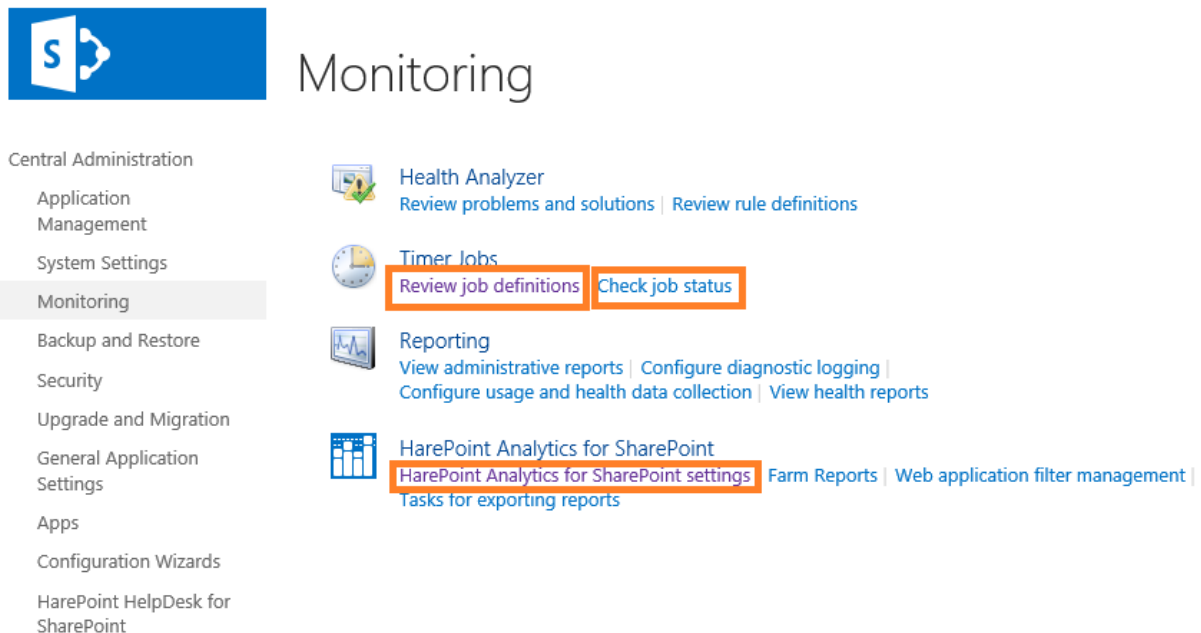 S
Monitoring
Central Administration
Application
Management
System Settings
Monitoring
Backup and Restore
Security
Upgrade and Migration
General Application
Settings
Apps
Configuration Wizards
HarePoint HelpDesk for
SharePoint
Health Analyzer
Review problems and solutions | Review rule definitions
Timer Jobs
Review job definitions Check job status
Reporting
View administrative reports | Configure diagnostic logging |
Configure usage and health data collection | View health reports
HarePoint Analytics for SharePoint
HarePoint Analytics for SharePoint settings Farm Reports | Web application filter management |
Tasks for exporting reports